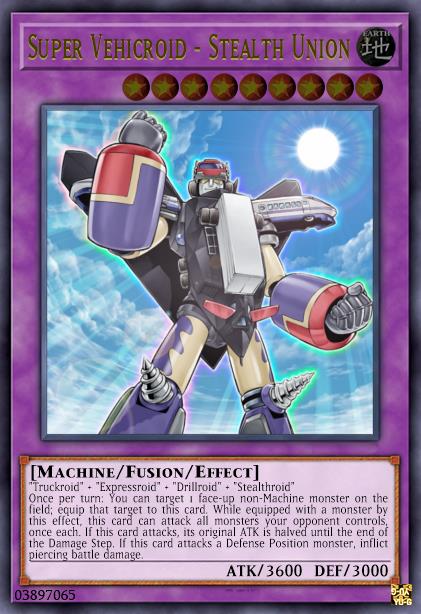 Super Vehicroid - Stealth Union
EARTH
地
[Machine/Fusion/Effect]
"Truckroid" + "Expressroid" + "Drillroid" + "Stealthroid"
Once per turn: You can target 1 face-up non-Machine monster on the
field; equip that target to this card. While equipped with a monster by
this effect, this card can attack all monsters your opponent controls,
once each. If this card attacks, its original ATK is halved until the end of
the Damage Step. If this card attacks a Defense Position monster, inflict
piercing battle damage.
ATK/3600 DEF/3000
03897065